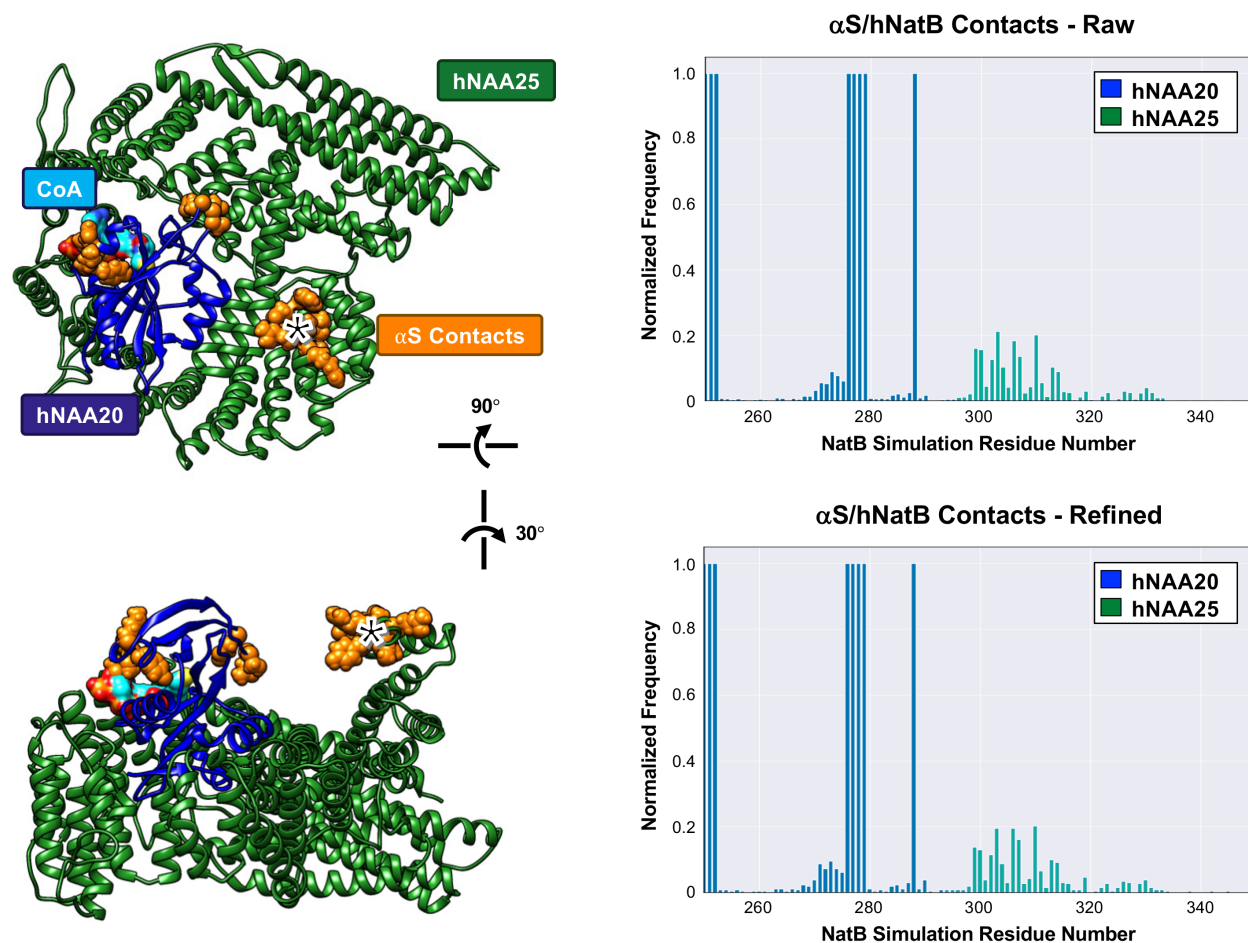 hNAA25
CoA
αS Contacts
*
hNAA20
90°
30°
*
αS/hNatB Contacts - Raw
hNAA20
hNAA25
Normalized Frequency
1.0
0.8
0.6
0.4
0.2
0
260
280
300
320
340
NatB Simulation Residue Number
αS/hNatB Contacts - Refined
hNAA20
hNAA25
Normalized Frequency
1.0
0.8
0.6
0.4
0.2
0
260
280
300
320
340
NatB Simulation Residue Number